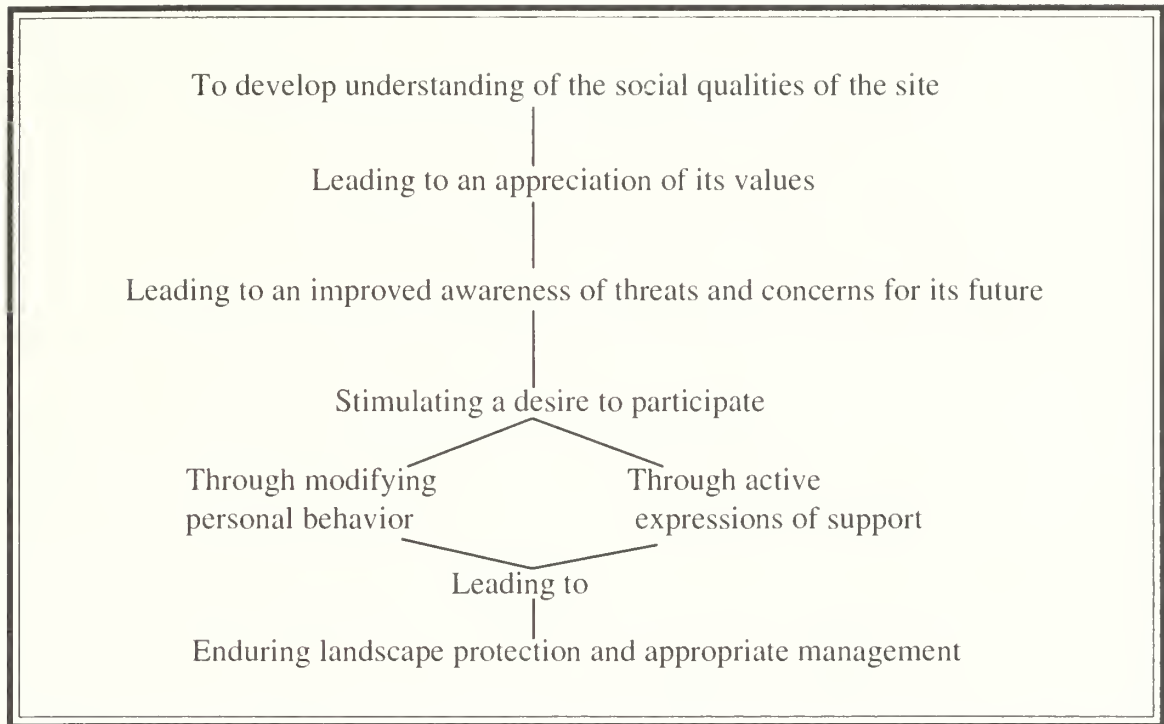 To develop understanding of the social qualities of the site
Leading to an appreciation of its values
Leading to an improved awareness of threats and concerns for its future
Stimulating a desire to participate
Through modifying
personal behavior
Through active
expressions of support
Leading to
Enduring landscape protection and appropriate management